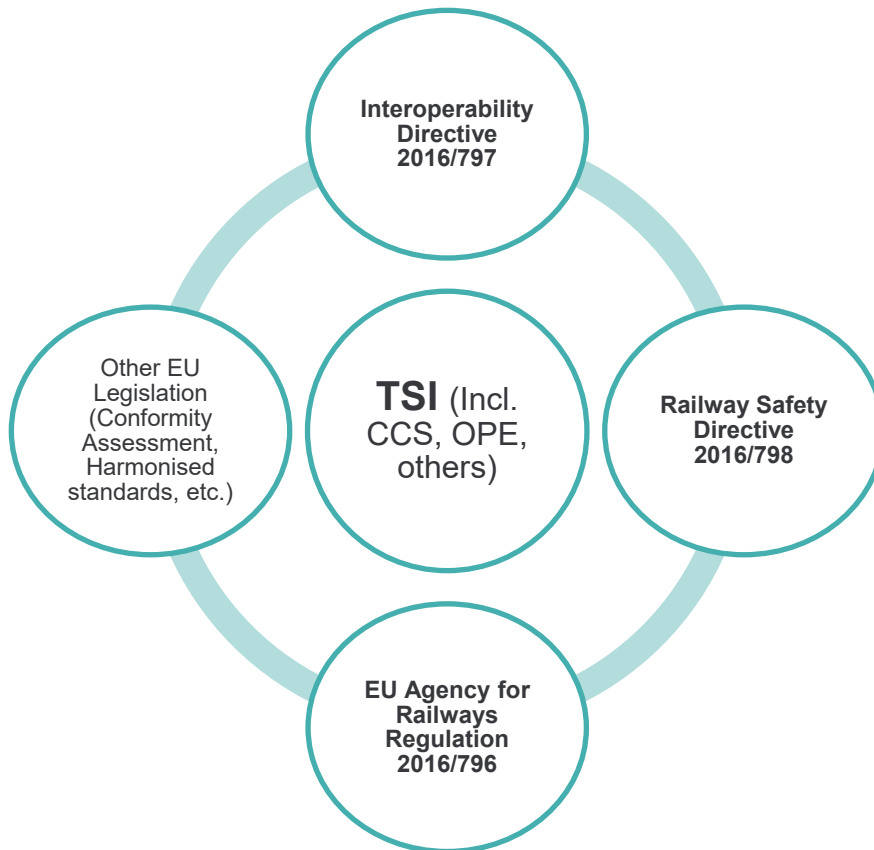 Interoperability
Directive
2016/797
Other EU
Legislation
(Conformity
Assessment,
Harmonised
standards, etc.)
TSI (Incl.
CCS, OPE,
others)
Railway Safety
Directive
2016/798
EU Agency for
Railways
Regulation
2016/796